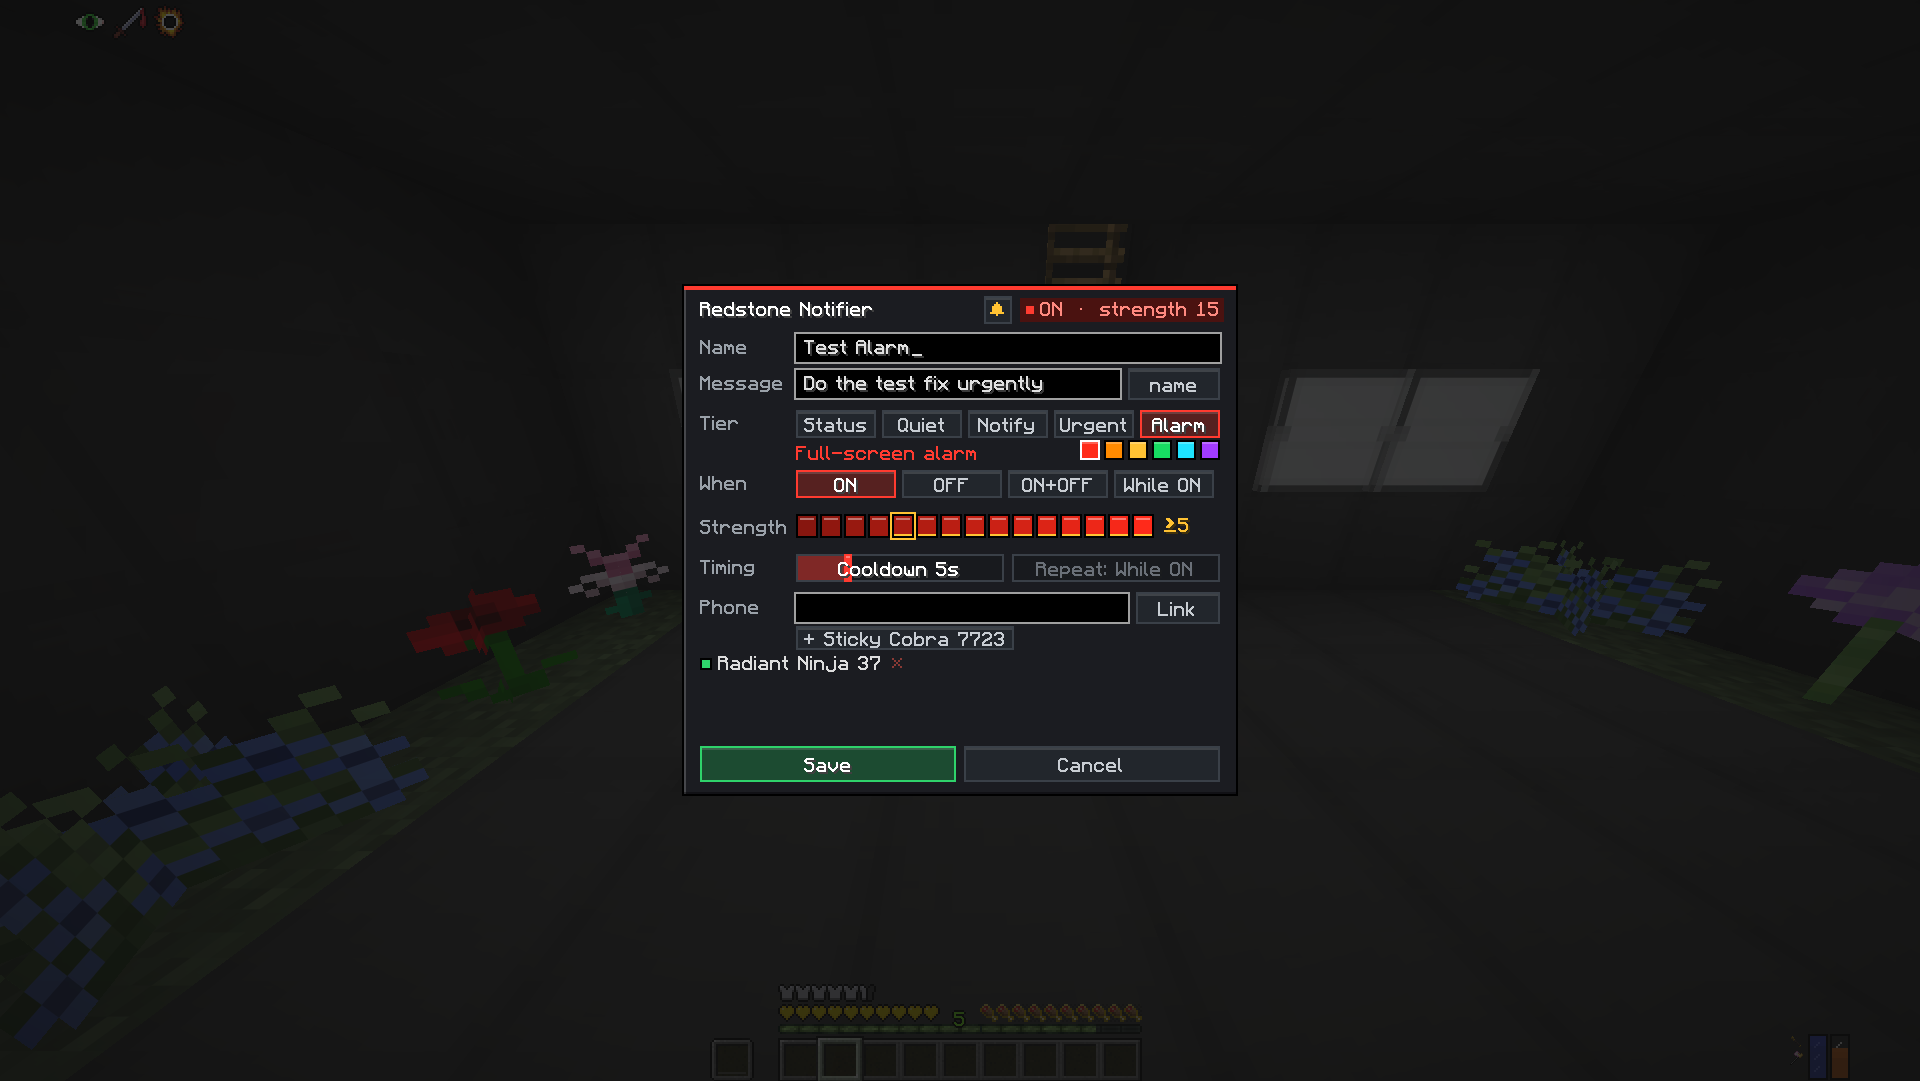 Redstone Notifier
ON · strength 15
Name
Test Alarm_
Message
Do the test fix urgently
name
Tier
Status
Quiet
Notify
Urgent
Alarm
Full-screen alarm
When
ON
OFF
ON+OFF
While ON
Strength
≥5
Timing
Cooldown 5s
Repeat: While ON
Phone
Link
+ Sticky Cobra 7723
Radiant Ninja 37 ×
Save
Cancel
5